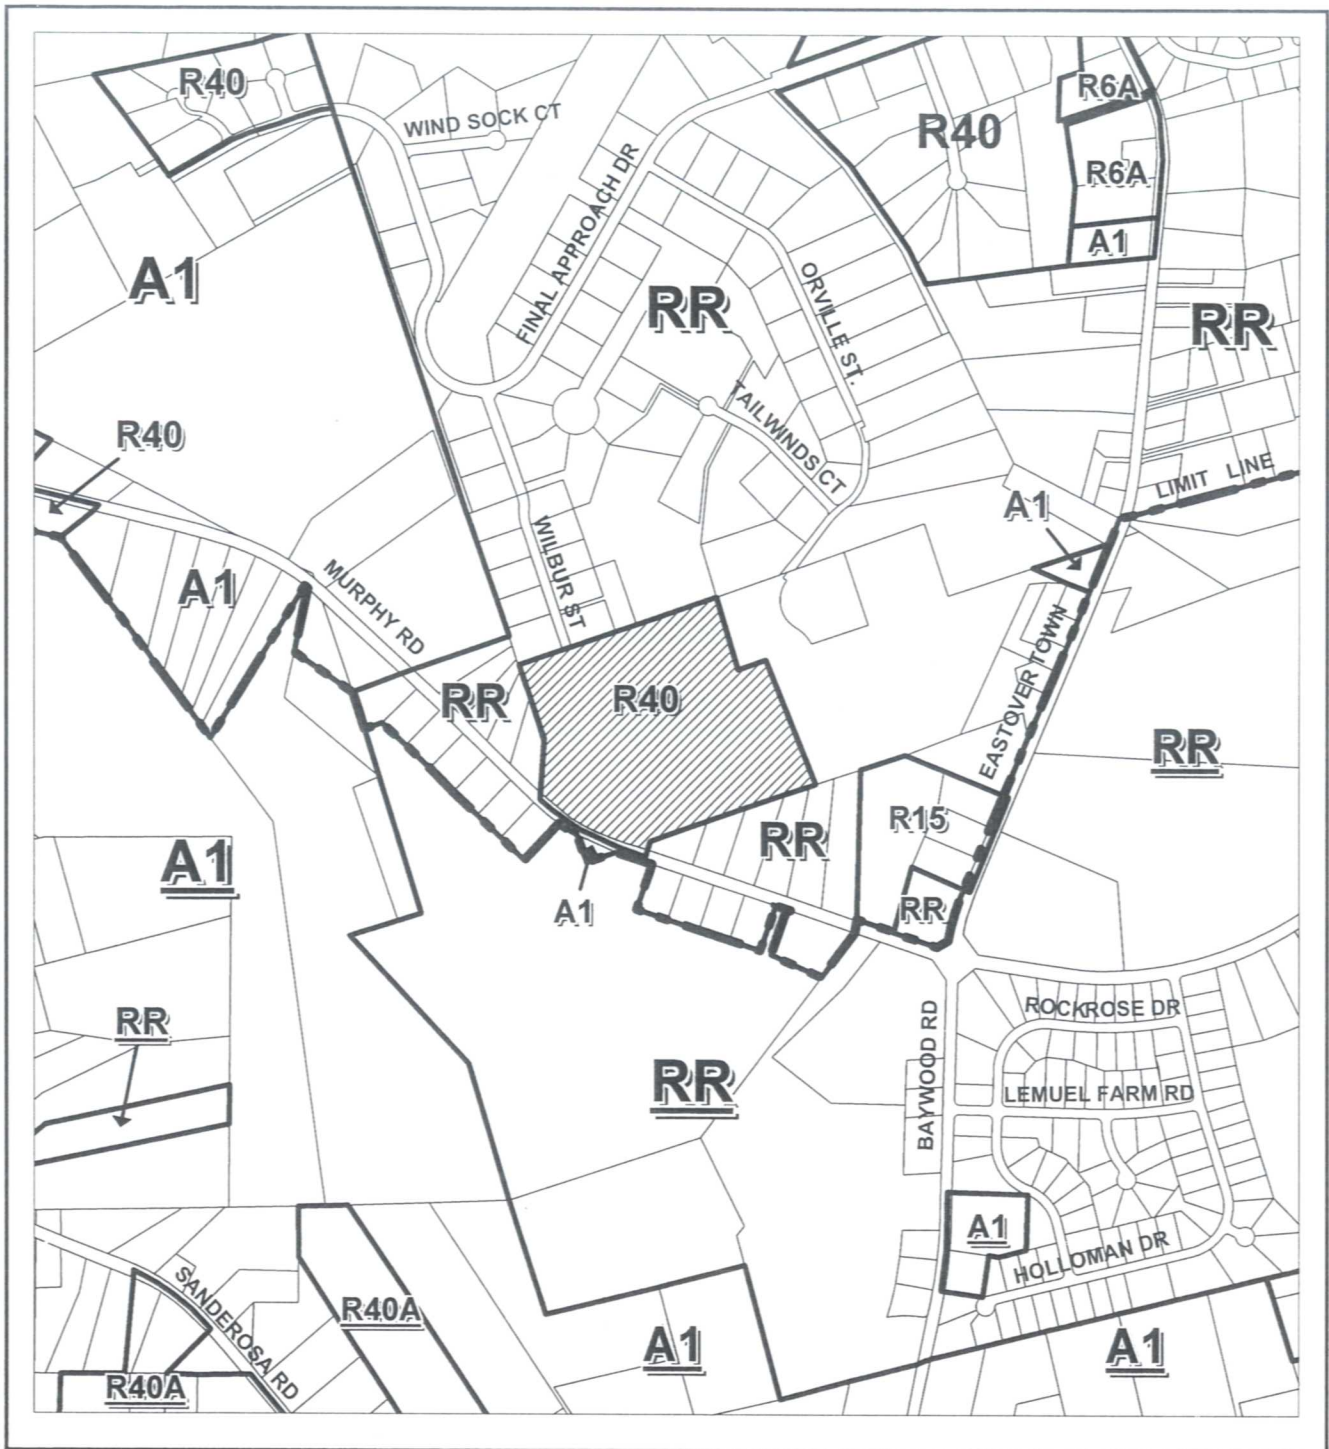 R40
WIND SOCK CT
R40
R6A
R6A
A1
A1
FINAL APPROACH DR
RR
ORVILLE ST.
RR
R40
TAILWINDS CT
LIMIT LINE
A1
WILBUR ST
A1
MURPHY RD
EASTOVER TOWN
RR
R40
RR
A1
R15
RR
A1
RR
RR
RR
BAYWOOD RD
ROCKROSE DR
LEMUEL FARM RD
A1
HOLLOMAN DR
SANDEROSA RD
R40A
R40A
A1
A1